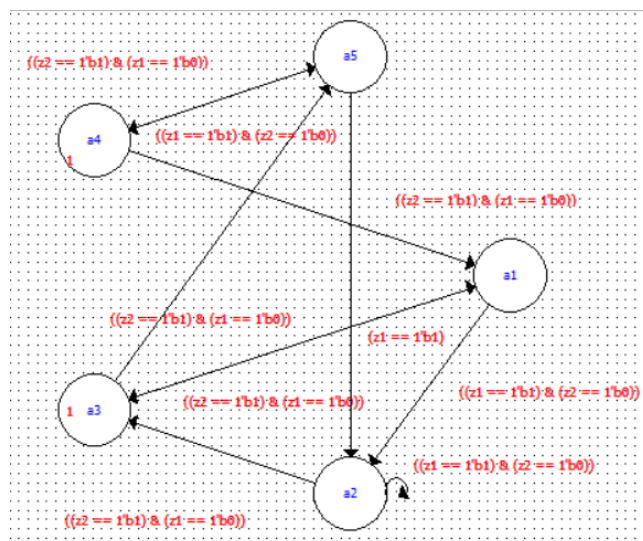 a5
((z2 == 1'b1) & (z1 == 1'b0))
((z1 == 1'b1) & (z2 == 1'b0))
a4
1
((z2 == 1'b1) & (z1 == 1'b0))
a1
((z2 == 1'b1) & (z1 == 1'b0))
(z1 == 1'b1)
((z1 == 1'b1) & (z2 == 1'b0))
((z2 == 1'b1) & (z1 == 1'b0))
1 a3
((z1 == 1'b1) & (z2 == 1'b0))
a2
((z2 == 1'b1) & (z1 == 1'b0))